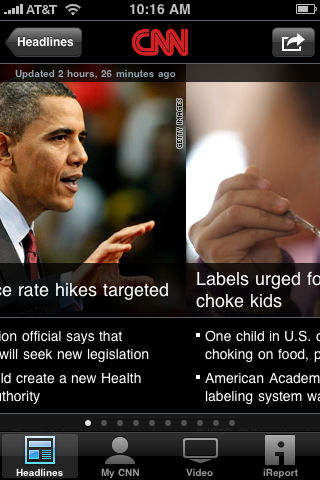 AT&T 10:16 AM
Headlines CNN
Updated 2 hours, 26 minutes ago
GETTY IMAGES
ce rate hikes targeted
Labels urged fo
choke kids
ion official says that
will seek new legislation
ld create a new Health
uthority
One child in U.S. d
choking on food, p
American Academ
labeling system wa
Headlines My CNN Video iReport